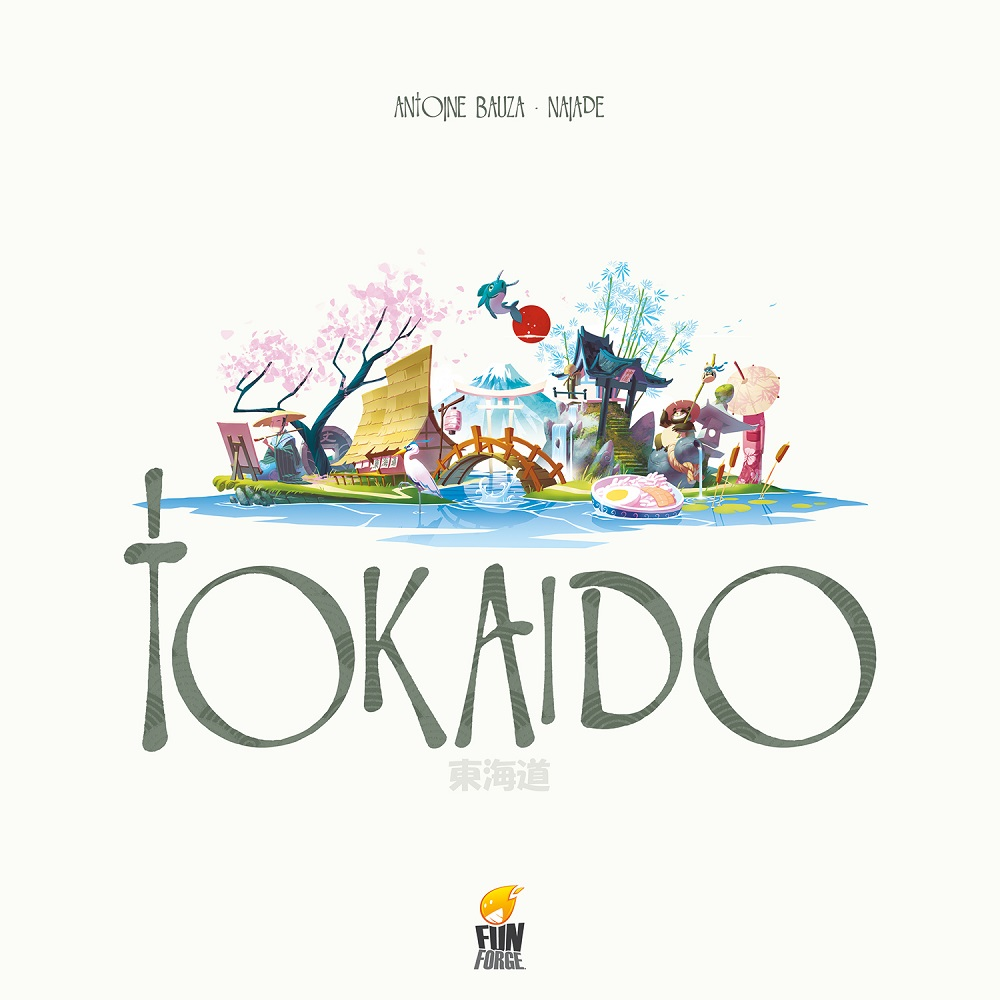 ANTOINE BAUZA · NAIADE
TOKAIDO
東海道
FUN
FORGE